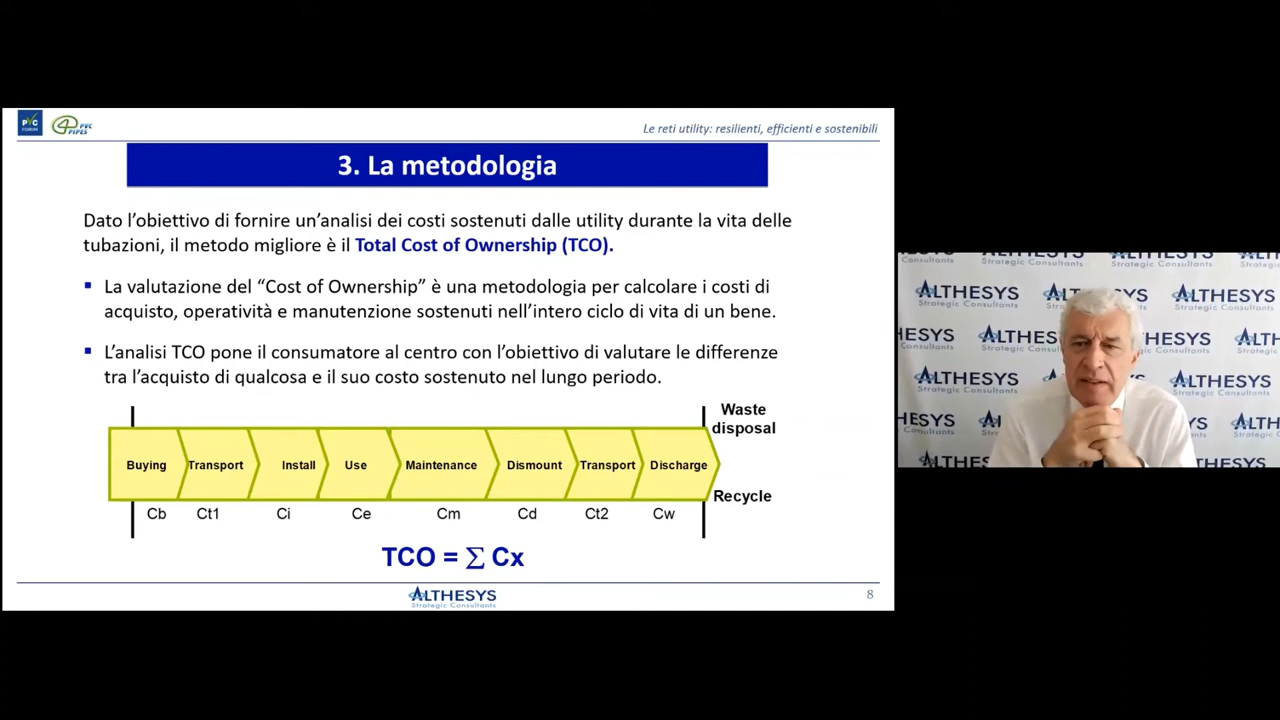 PVC
FORUM
4 PVC
PIPES
Le reti utility: resilienti, efficienti e sostenibili
3. La metodologia
Dato l’obiettivo di fornire un’analisi dei costi sostenuti dalle utility durante la vita delle
tubazioni, il metodo migliore è il Total Cost of Ownership (TCO).
▪ La valutazione del “Cost of Ownership” è una metodologia per calcolare i costi di
acquisto, operatività e manutenzione sostenuti nell’intero ciclo di vita di un bene.
▪ L’analisi TCO pone il consumatore al centro con l’obiettivo di valutare le differenze
tra l’acquisto di qualcosa e il suo costo sostenuto nel lungo periodo.
Waste
disposal
Buying Transport Install Use Maintenance Dismount Transport Discharge
Recycle
Cb Ct1 Ci Ce Cm Cd Ct2 Cw
TCO = ∑ Cx
ALTHESYS
Strategic Consultants
8
ALTHESYS
Strategic Consultants